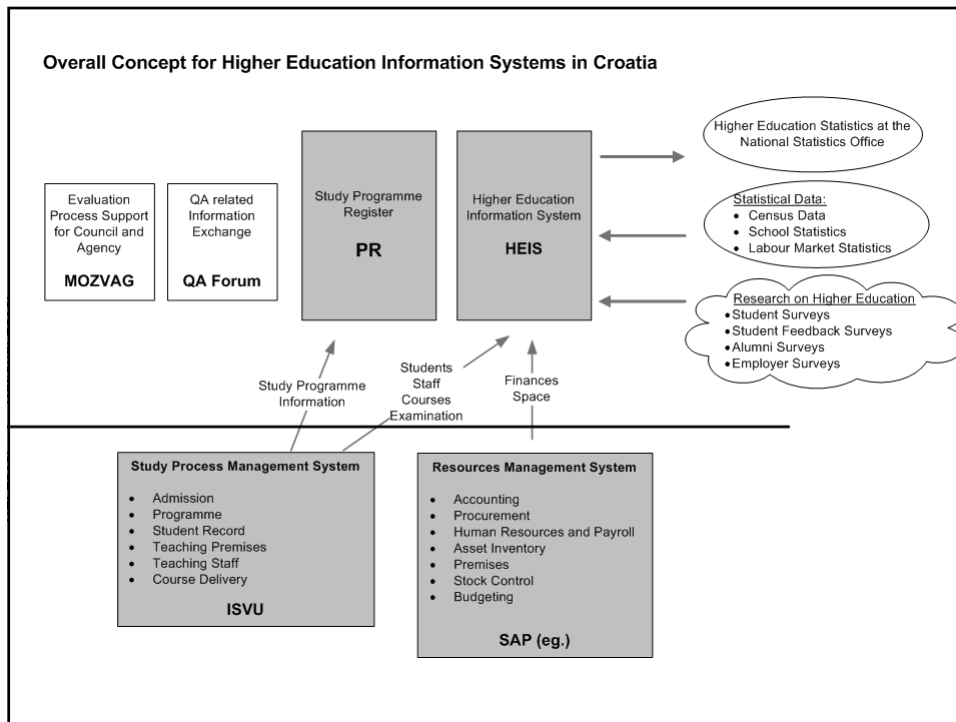 Overall Concept for Higher Education Information Systems in Croatia
Evaluation
Process Support
for Council and
Agency
MOZVAG
QA related
Information
Exchange
QA Forum
Study Programme
Register
PR
Higher Education
Information System
HEIS
Higher Education Statistics at the
National Statistics Office
Statistical Data:
• Census Data
• School Statistics
• Labour Market Statistics
Research on Higher Education
• Student Surveys
• Student Feedback Surveys
• Alumni Surveys
• Employer Surveys
Study Programme
Information
Students
Staff
Courses
Examination
Finances
Space
Study Process Management System
• Admission
• Programme
• Student Record
• Teaching Premises
• Teaching Staff
• Course Delivery
ISVU
Resources Management System
• Accounting
• Procurement
• Human Resources and Payroll
• Asset Inventory
• Premises
• Stock Control
• Budgeting
SAP (eg.)